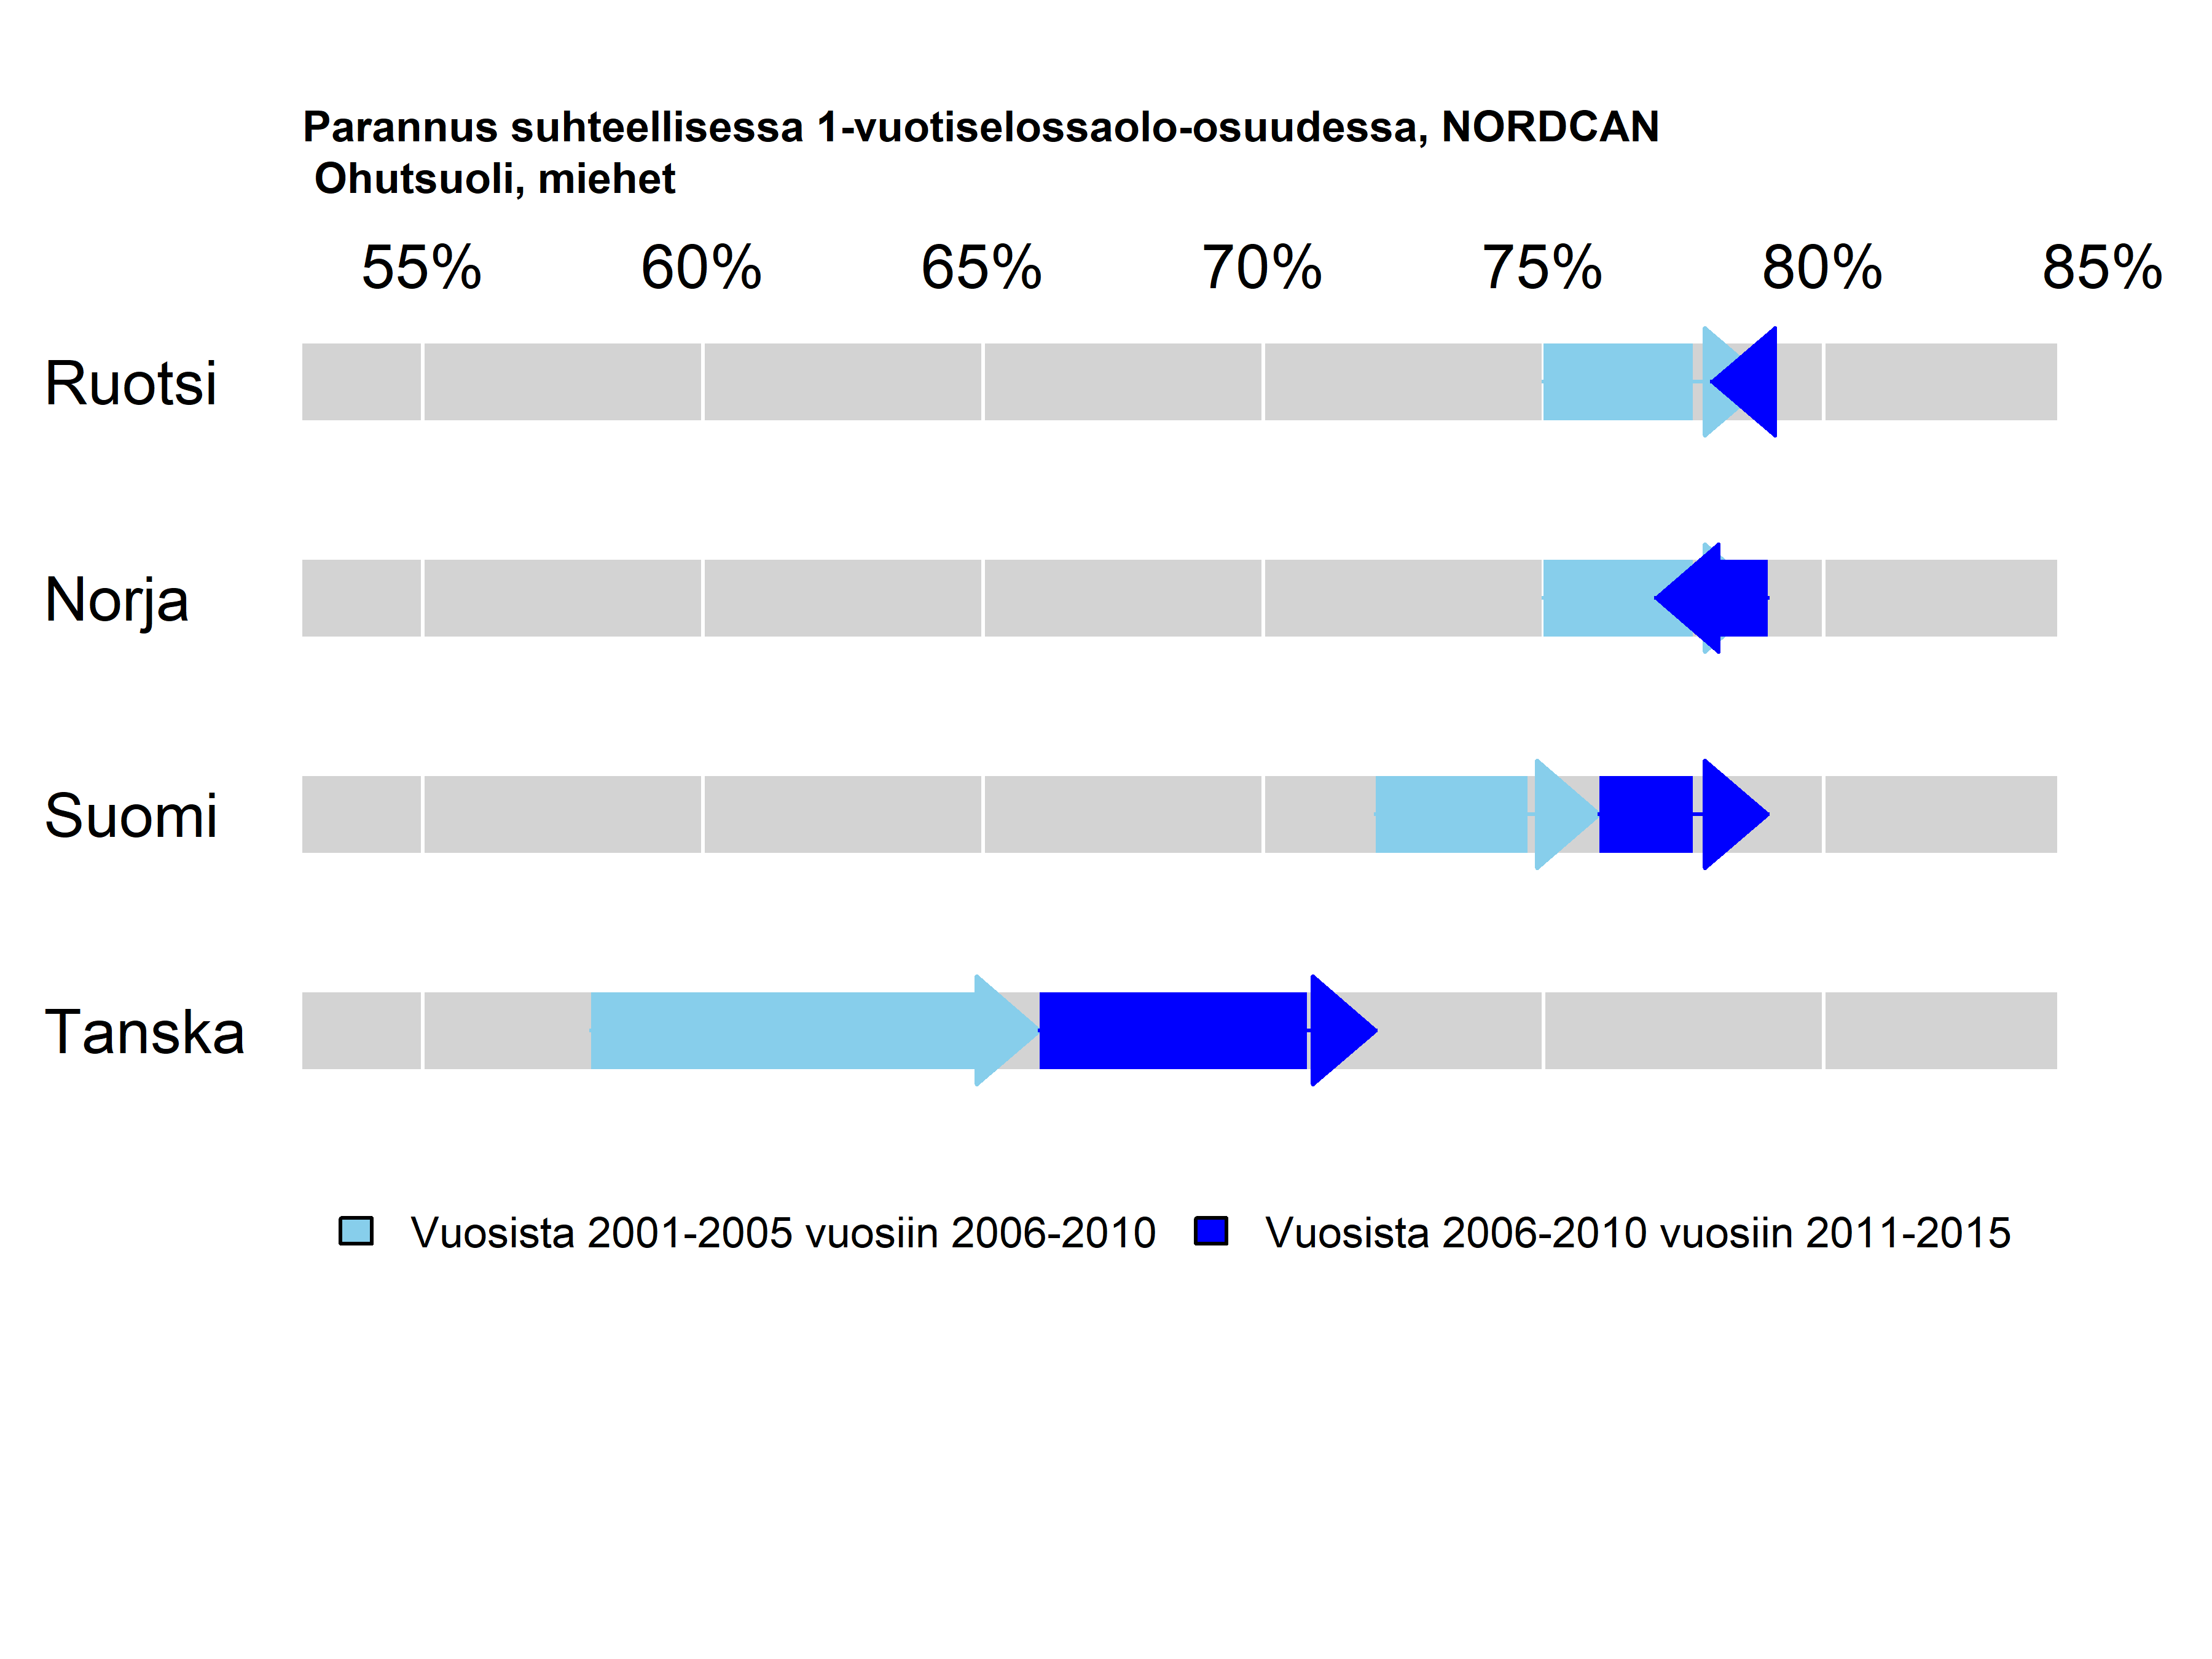 Parannus suhteellisessa 1-vuotiselossaolo-osuudessa, NORDCAN
Ohutsuoli, miehet
55% 60% 65% 70% 75% 80% 85%
Ruotsi
Norja
Suomi
Tanska
Vuosista 2001-2005 vuosiin 2006-2010 Vuosista 2006-2010 vuosiin 2011-2015